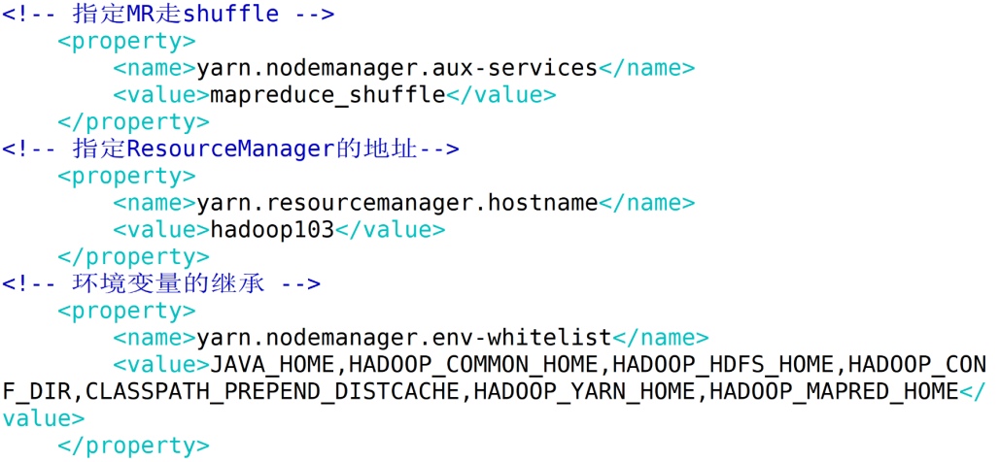 <!-- 指定MR走shuffle -->
    <property>
        <name>yarn.nodemanager.aux-services</name>
        <value>mapreduce_shuffle</value>
    </property>
<!-- 指定ResourceManager的地址-->
    <property>
        <name>yarn.resourcemanager.hostname</name>
        <value>hadoop103</value>
    </property>
<!-- 环境变量的继承 -->
    <property>
        <name>yarn.nodemanager.env-whitelist</name>
        <value>JAVA_HOME,HADOOP_COMMON_HOME,HADOOP_HDFS_HOME,HADOOP_CON
F_DIR,CLASSPATH_PREPEND_DISTCACHE,HADOOP_YARN_HOME,HADOOP_MAPRED_HOME</
value>
    </property>